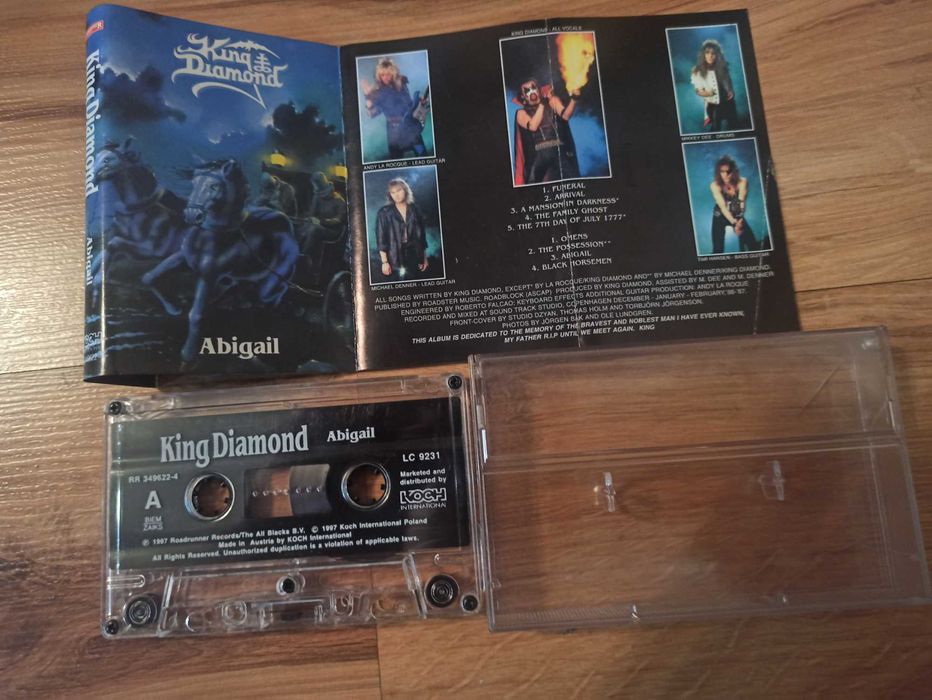 King Diamond
Abigail
King
Diamond
Abigail
KING DIAMOND - ALL VOCALS
ANDY LA ROCQUE - LEAD GUITAR
MIKKEY DEE - DRUMS
MICHAEL DENNER - LEAD GUITAR
TIMI HANSEN - BASS GUITAR
1. FUNERAL
2. ARRIVAL
3. A MANSION IN DARKNESS*
4. THE FAMILY GHOST
5. THE 7TH DAY OF JULY 1777*
1. OMENS
2. THE POSSESSION**
3. ABIGAIL
4. BLACK HORSEMEN
ALL SONGS WRITTEN BY KING DIAMOND, EXCEPT* BY LA ROCQUE/KING DIAMOND AND** BY MICHAEL DENNER/KING DIAMOND.
PUBLISHED BY ROADSTER MUSIC. ROADBLOCK (ASCAP) PRODUCED BY KING DIAMOND, ASSISTED BY M. DEE AND M. DENNER
ENGINEERED BY ROBERTO FALCAO; KEYBOARD EFFECTS ADDITIONAL GUITAR PRODUCTION: ANDY LA ROQUE
RECORDED AND MIXED AT SOUND TRACK STUDIO, COPENHAGEN DECEMBER - JANUARY - FEBRUARY,'86-'87.
FRONT-COVER BY STUDIO DZYAN, THOMAS HOLM AND TORBJÖRN JÖRGENSON.
PHOTOS BY JÖRGEN BAK AND OLE LUNDGREN.
THIS ALBUM IS DEDICATED TO THE MEMORY OF THE BRAVEST AND NOBLEST MAN I HAVE EVER KNOWN,
MY FATHER R.I.P UNTIL WE MEET AGAIN. KING
King Diamond Abigail
RR 349622-4
LC 9231
A
Marketed and
distributed by
KOCH
INTERNATIONAL
BIEM
ZAIKS
℗ 1997 Roadrunner Records/The All Blacks B.V. © 1997 Koch International Poland
Made in Austria by KOCH International
All Rights Reserved. Unauthorized duplication is a violation of applicable laws.